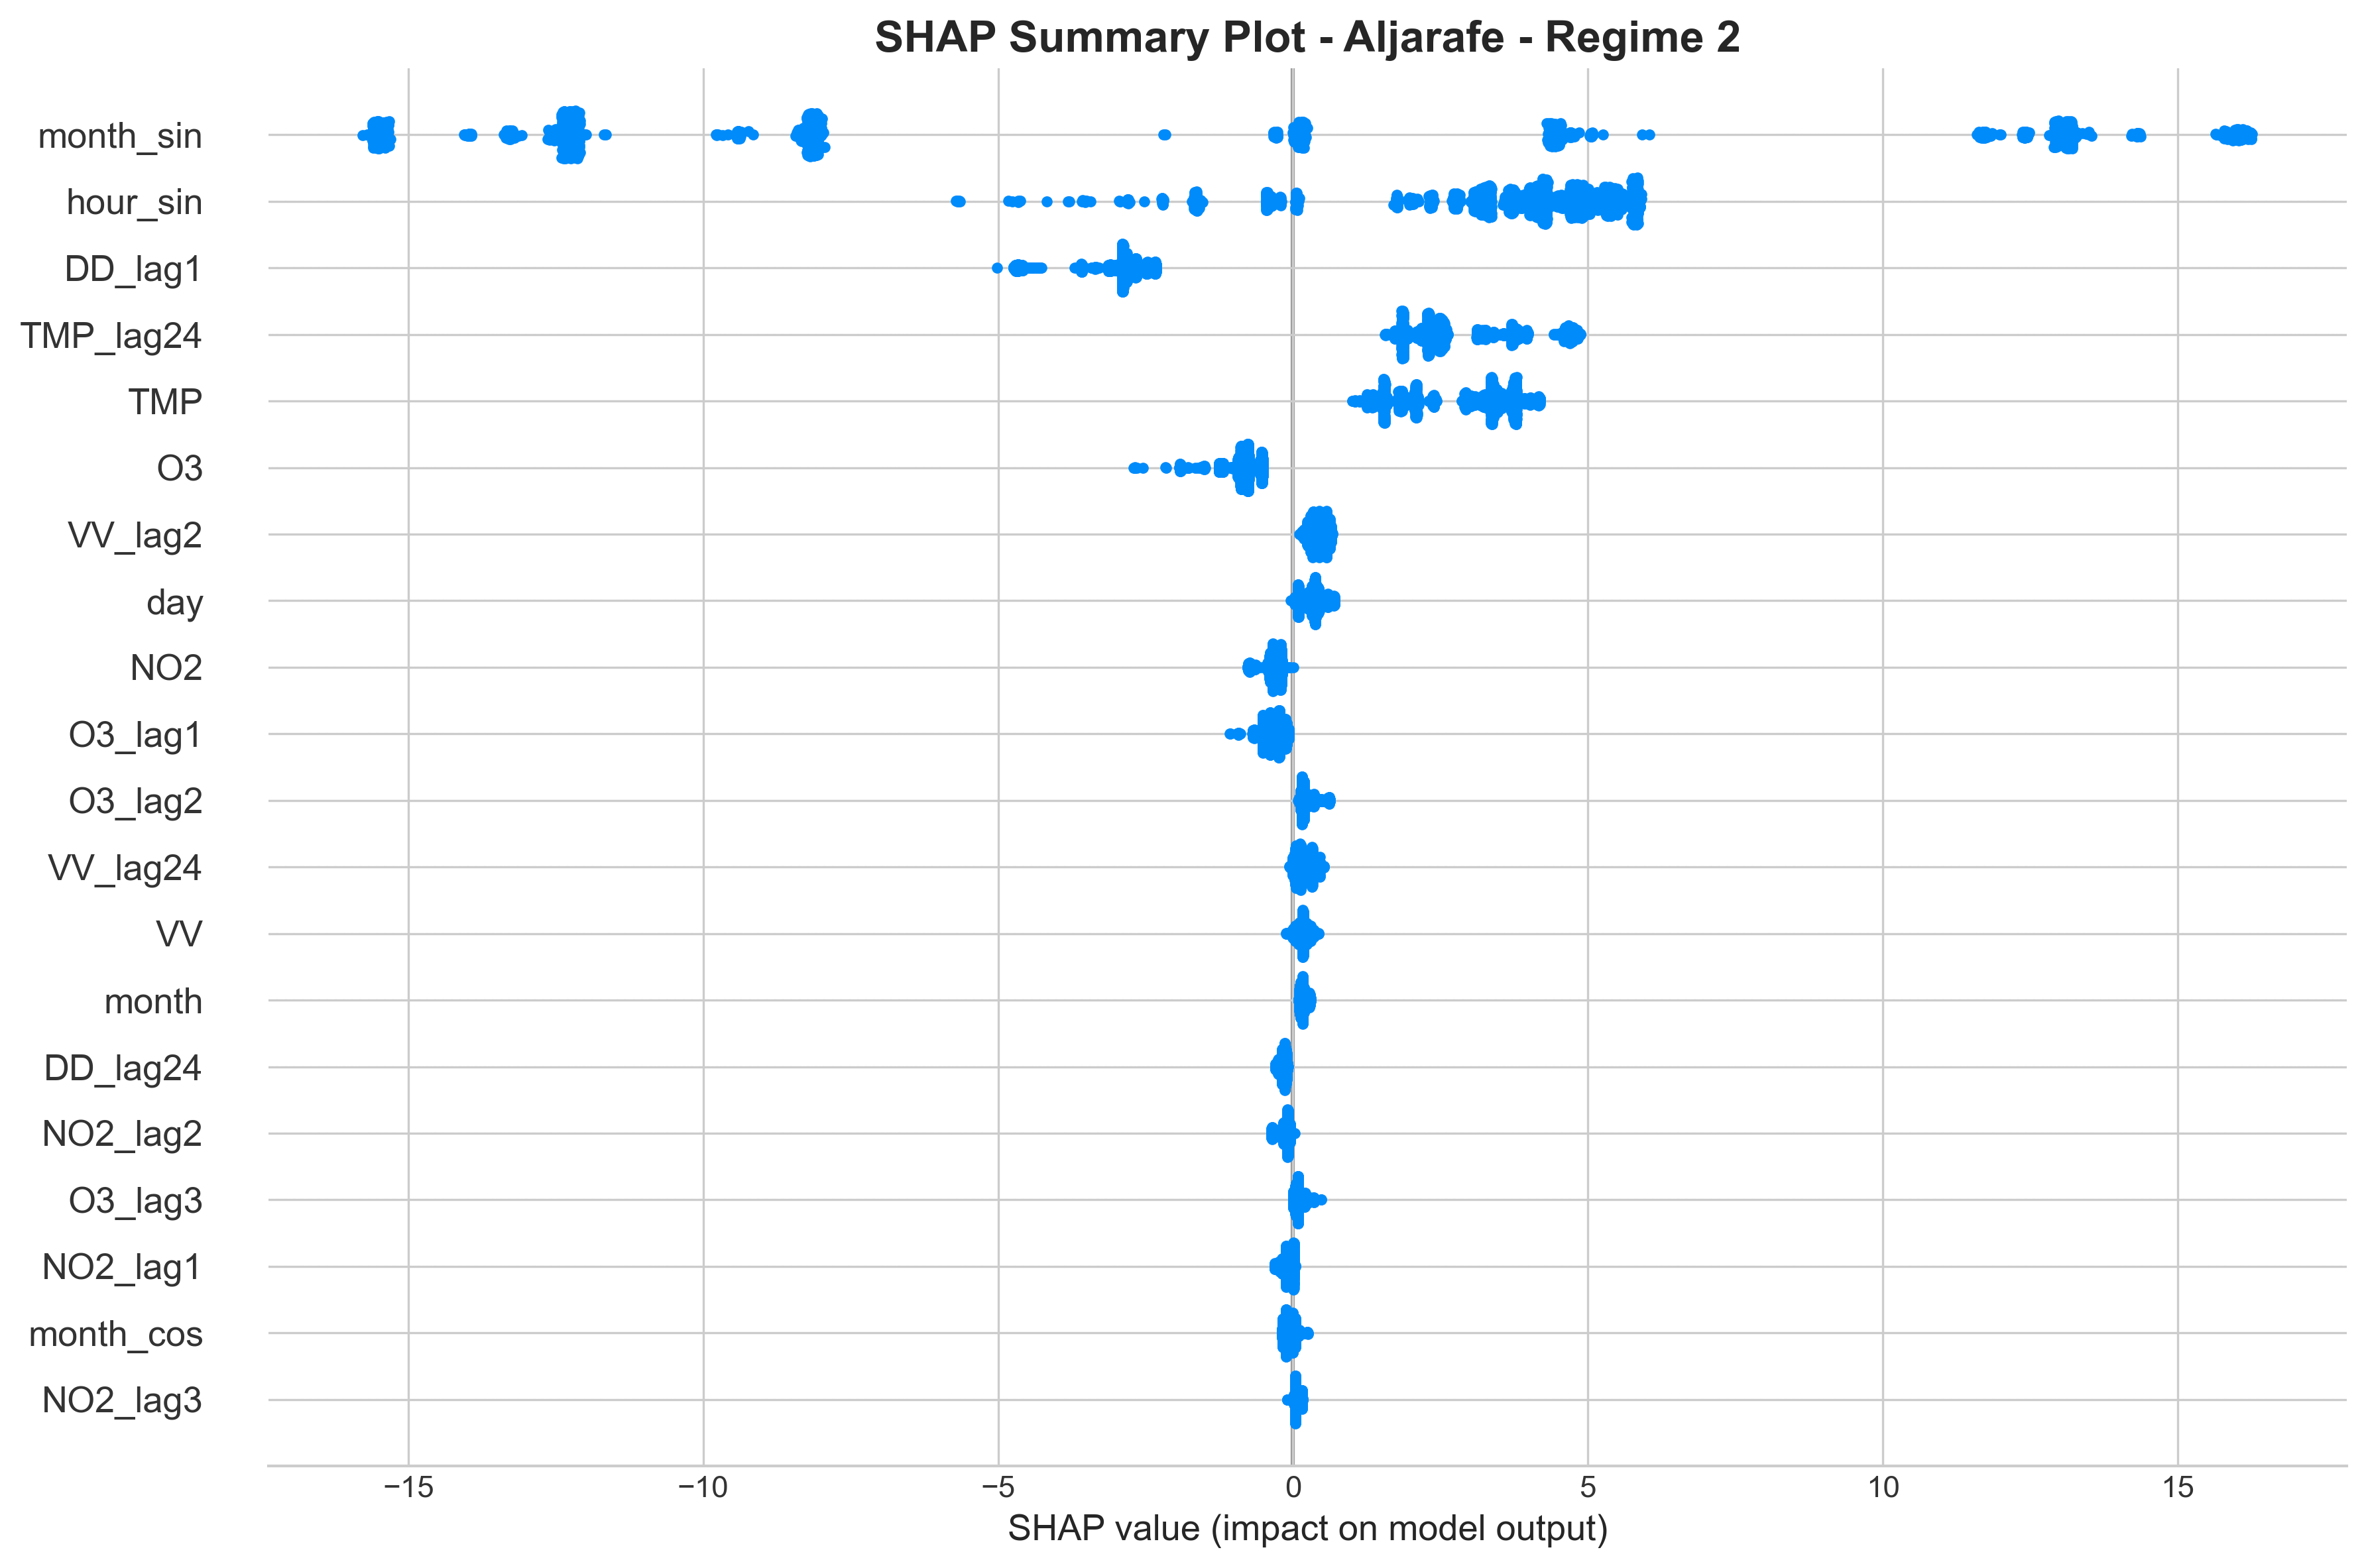 SHAP Summary Plot - Aljarafe - Regime 2
month_sin
hour_sin
DD_lag1
TMP_lag24
TMP
O3
VV_lag2
day
NO2
O3_lag1
O3_lag2
VV_lag24
VV
month
DD_lag24
NO2_lag2
O3_lag3
NO2_lag1
month_cos
NO2_lag3
−15 −10 −5 0 5 10 15
SHAP value (impact on model output)